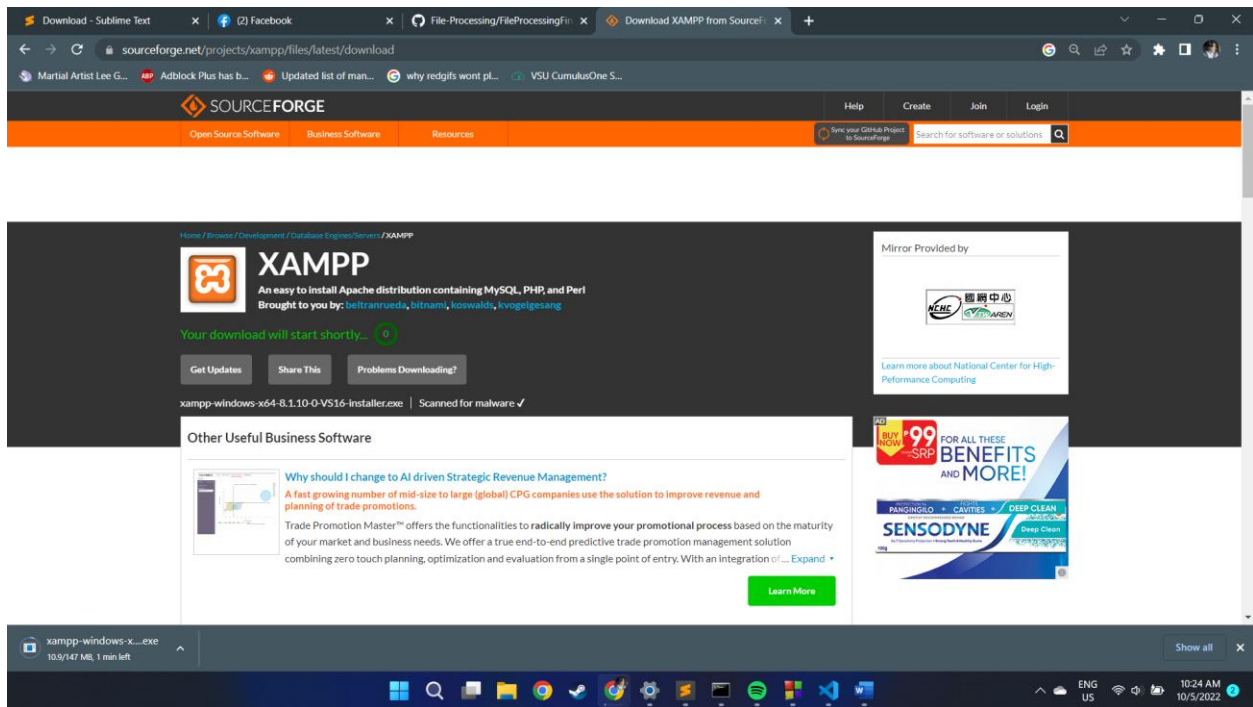 Download - Sublime Text
(2) Facebook
File-Processing/FileProcessingFin
Download XAMPP from SourceF
sourceforge.net/projects/xampp/files/latest/download
Martial Artist Lee G...
Adblock Plus has b...
Updated list of man...
why redgifs wont pl...
VSU CumulusOne S...
SOURCEFORGE
Help
Create
Join
Login
Open Source Software
Business Software
Resources
Sync your GitHub Project
to SourceForge
Search for software or solutions
Home / Browse / Development / Database Engines/Servers / XAMPP
XAMPP
An easy to install Apache distribution containing MySQL, PHP, and Perl
Brought to you by: beltranrueda, bitnami, koswalds, kvogelgesang
Your download will start shortly... 0
Get Updates
Share This
Problems Downloading?
xampp-windows-x64-8.1.10-0-VS16-installer.exe | Scanned for malware ✓
Mirror Provided by
NCHC
國網中心
Learn more about National Center for High-
Peformance Computing
Other Useful Business Software
Why should I change to AI driven Strategic Revenue Management?
A fast growing number of mid-size to large (global) CPG companies use the solution to improve revenue and
planning of trade promotions.
Trade Promotion Master™ offers the functionalities to radically improve your promotional process based on the maturity
of your market and business needs. We offer a true end-to-end predictive trade promotion management solution
combining zero touch planning, optimization and evaluation from a single point of entry. With an integration of... Expand
Learn More
AD
BUY
NOW
₱99
SRP
FOR ALL THESE
BENEFITS
AND MORE!
PANGINGILO + CAVITIES + DEEP CLEAN
SENSODYNE
Deep Clean
100g
xampp-windows-x....exe
10.9/147 MB, 1 min left
Show all
ENG
US
10:24 AM
10/5/2022
2